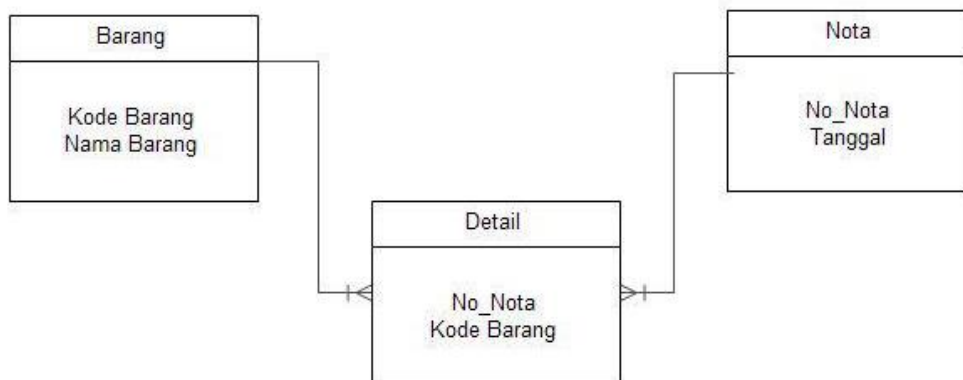 Barang
Kode Barang
Nama Barang
Nota
No_Nota
Tanggal
Detail
No_Nota
Kode Barang